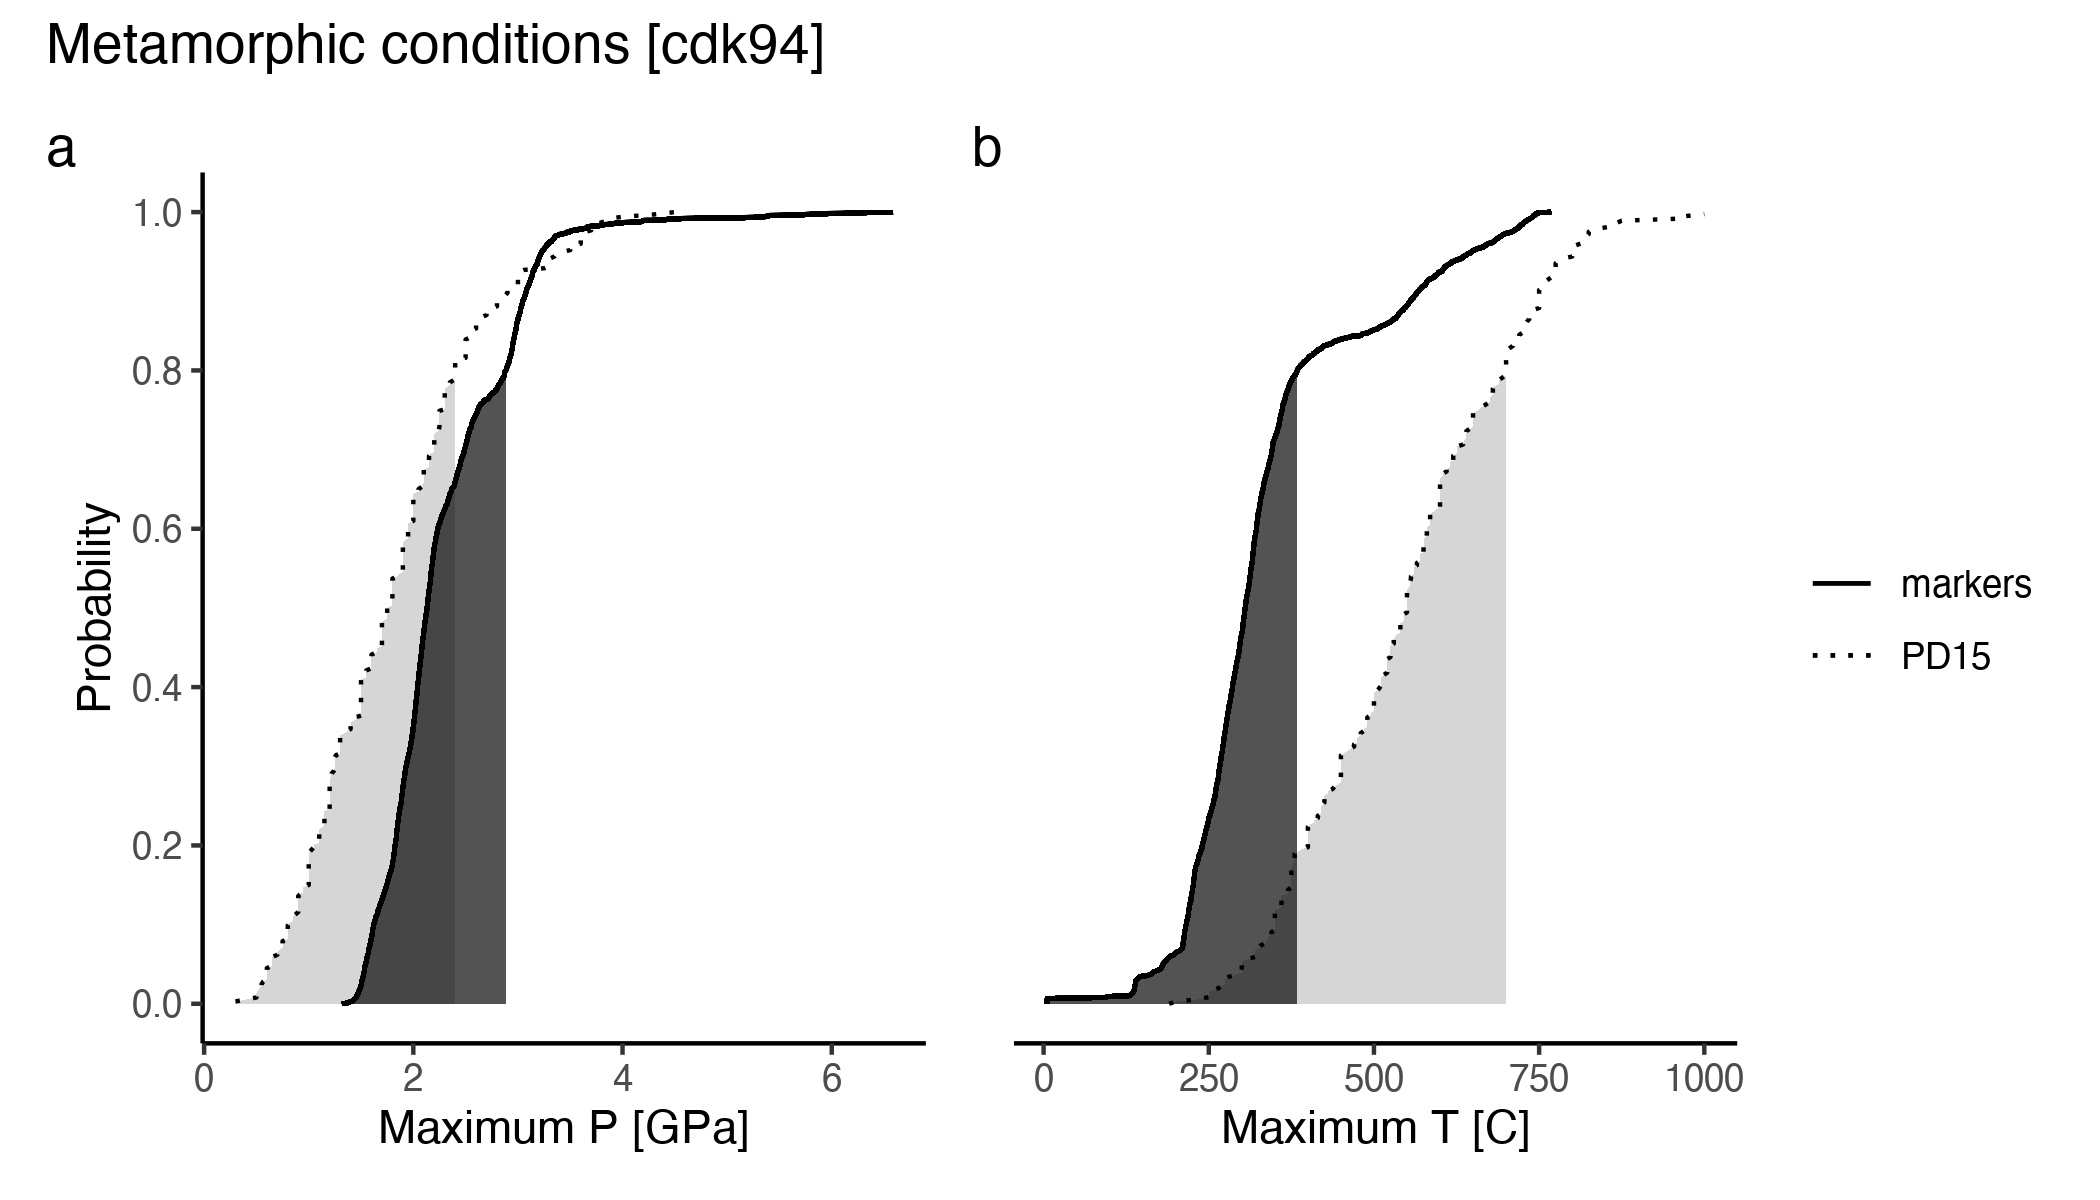 Metamorphic conditions [cdk94]
a
b
Probability
1.0
0.8
0.6
0.4
0.2
0.0
0 2 4 6
Maximum P [GPa]
0 250 500 750 1000
Maximum T [C]
markers
PD15